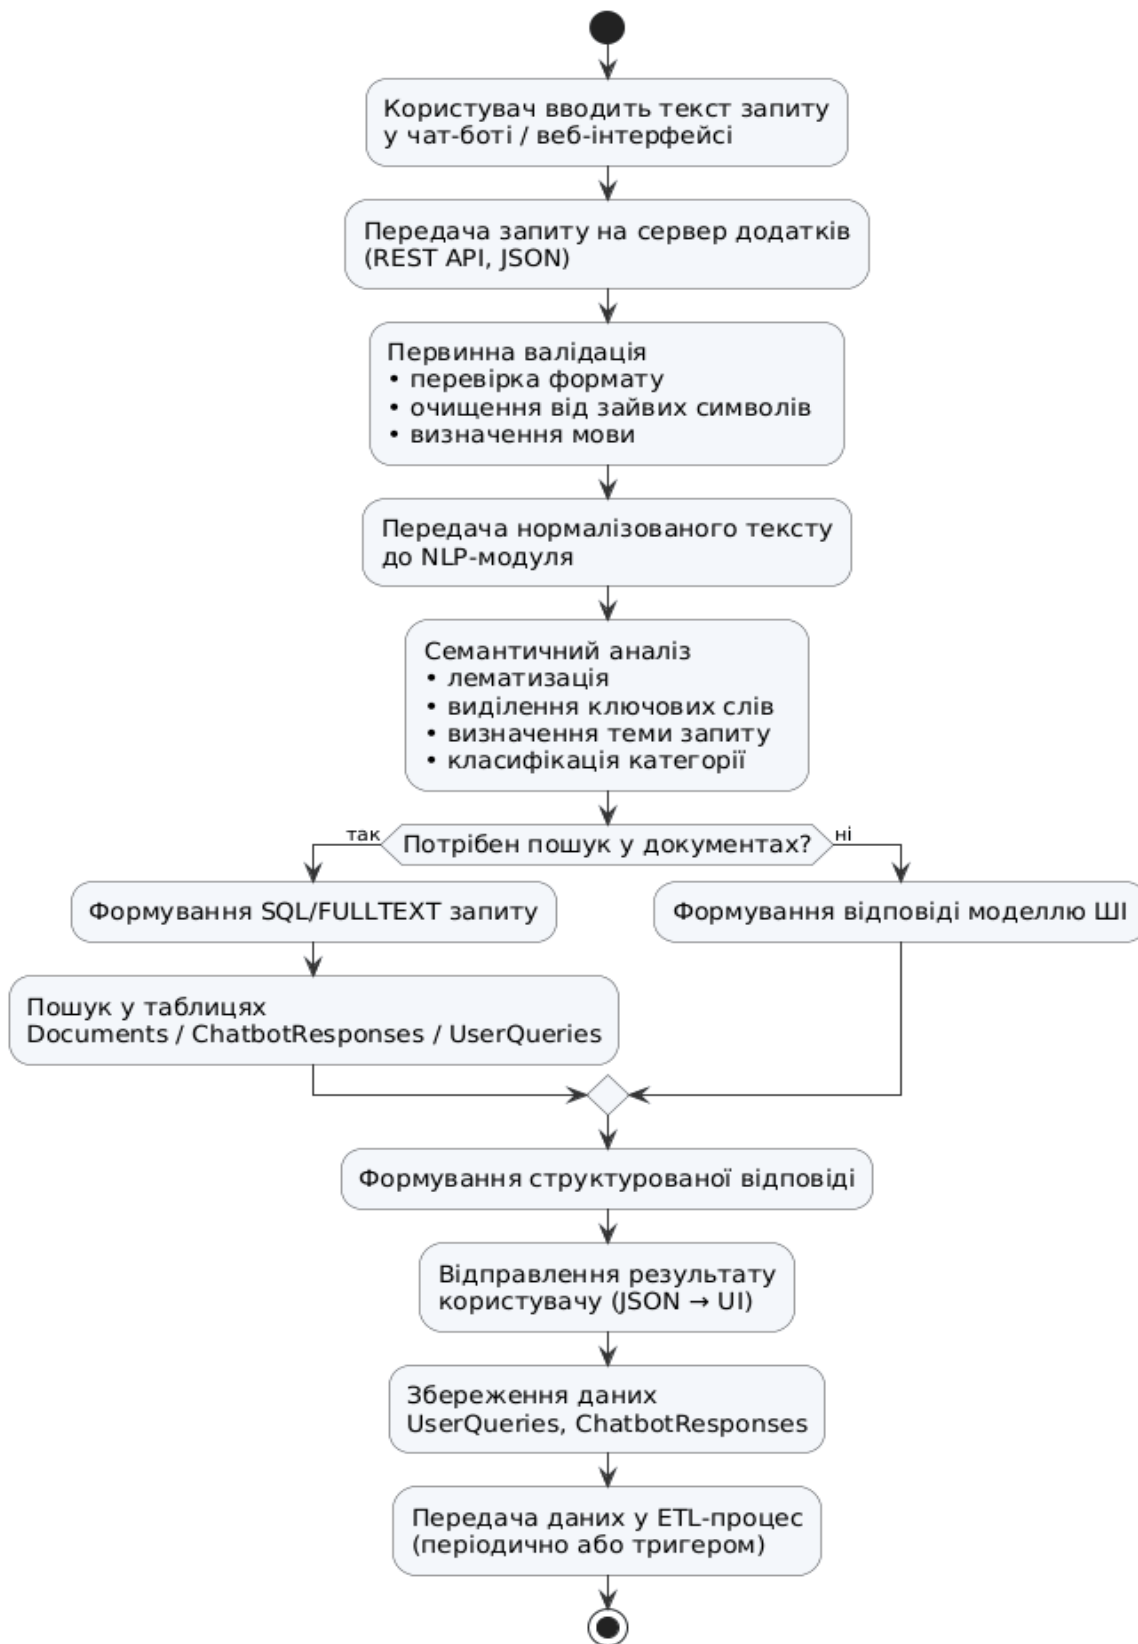 Користувач вводить текст запиту
у чат-боті / веб-інтерфейсі
Передача запиту на сервер додатків
(REST API, JSON)
Первинна валідація
• перевірка формату
• очищення від зайвих символів
• визначення мови
Передача нормалізованого тексту
до NLP-модуля
Семантичний аналіз
• лематизація
• виділення ключових слів
• визначення теми запиту
• класифікація категорії
так
Потрібен пошук у документах?
ні
Формування SQL/FULLTEXT запиту
Формування відповіді моделлю ШІ
Пошук у таблицях
Documents / ChatbotResponses / UserQueries
Формування структурованої відповіді
Відправлення результату
користувачу (JSON → UI)
Збереження даних
UserQueries, ChatbotResponses
Передача даних у ETL-процес
(періодично або тригером)